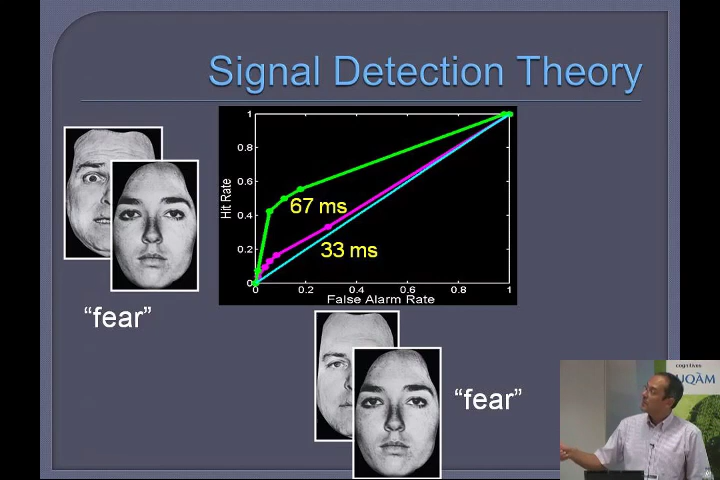 Signal Detection Theory
1
0.8
0.6
0.4
0.2
0
Hit Rate
67 ms
33 ms
0
0.2
0.4
0.6
0.8
1
False Alarm Rate
“fear”
“fear”
cognitives
UQÀM